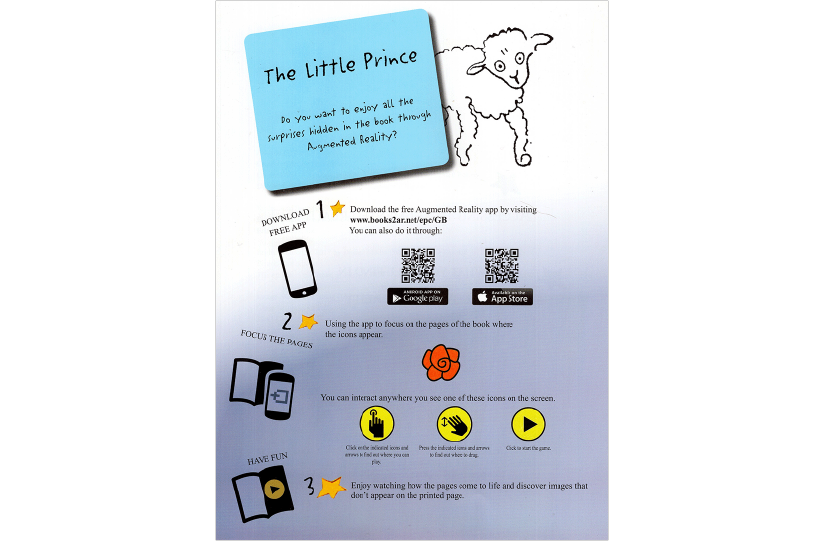 The Little Prince
Do you want to enjoy all the
surprises hidden in the book through
Augmented Reality?
DOWNLOAD
FREE APP
1
Download the free Augmented Reality app by visiting
www.books2ar.net/epc/GB
You can also do it through:
ANDROID APP ON
Google play
Available on the
App Store
2
FOCUS THE PAGES
Using the app to focus on the pages of the book where
the icons appear.
You can interact anywhere you see one of these icons on the screen.
Click on the indicated icons and
arrows to find out where you can
play.
Press the indicated icons and arrows
to find out where to drag.
Click to start the game.
HAVE FUN
3
Enjoy watching how the pages come to life and discover images that
don't appear on the printed page.